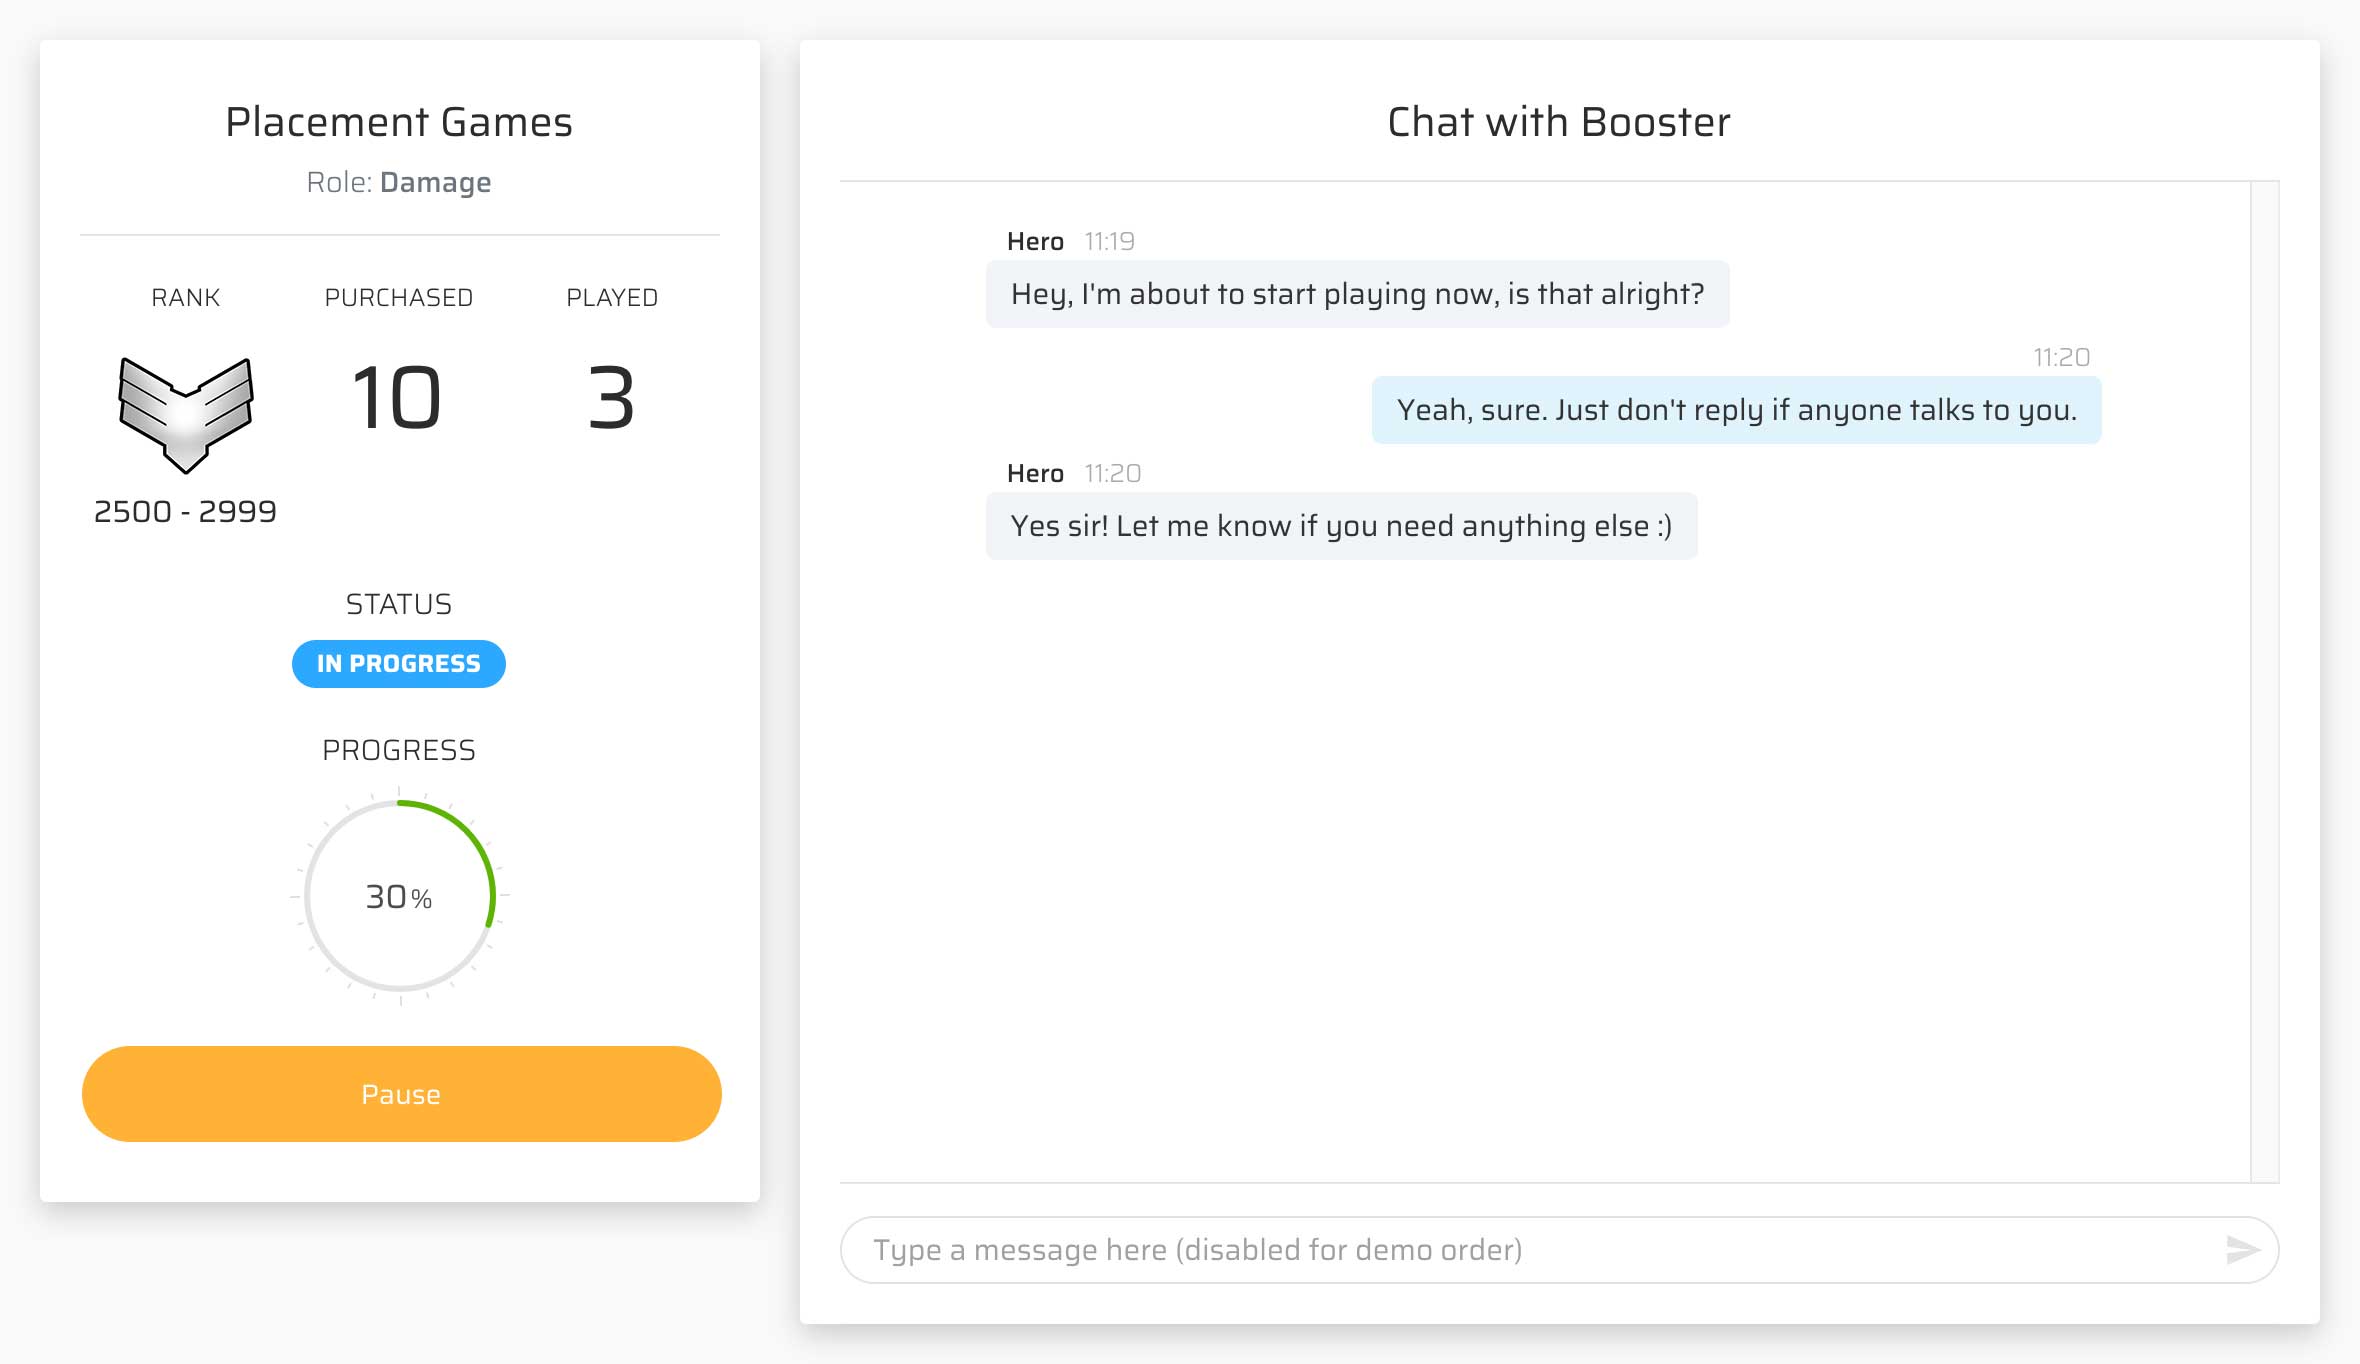 Placement Games
Role: Damage
RANK PURCHASED PLAYED
10 3
2500 - 2999
STATUS
IN PROGRESS
PROGRESS
30%
Pause
Chat with Booster
Hero 11:19
Hey, I'm about to start playing now, is that alright?
11:20
Yeah, sure. Just don't reply if anyone talks to you.
Hero 11:20
Yes sir! Let me know if you need anything else :)
Type a message here (disabled for demo order)